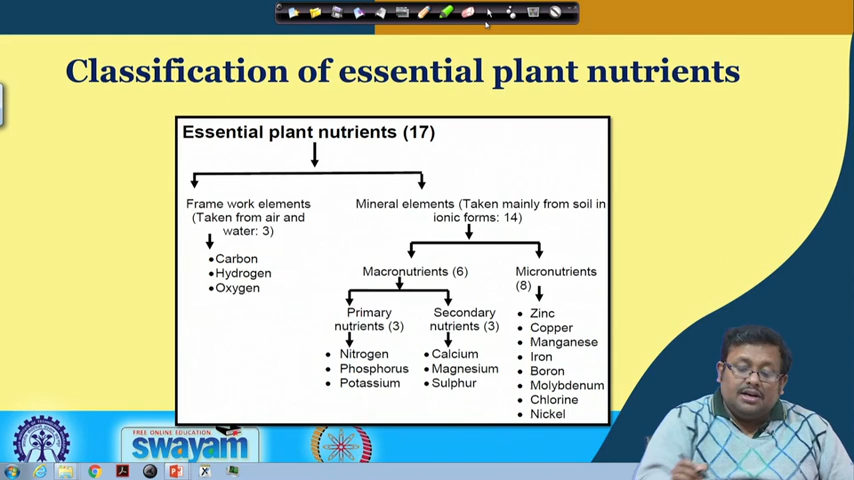 Classification of essential plant nutrients
Essential plant nutrients (17)
Frame work elements
(Taken from air and
water: 3)
•Carbon
•Hydrogen
•Oxygen
Mineral elements (Taken mainly from soil in
ionic forms: 14)
Macronutrients (6)
Primary
nutrients (3)
• Nitrogen
• Phosphorus
• Potassium
Secondary
nutrients (3)
•Calcium
•Magnesium
•Sulphur
Micronutrients
(8)
• Zinc
• Copper
• Manganese
• Iron
• Boron
• Molybdenum
• Chlorine
• Nickel
FREE ONLINE EDUCATION
swayam